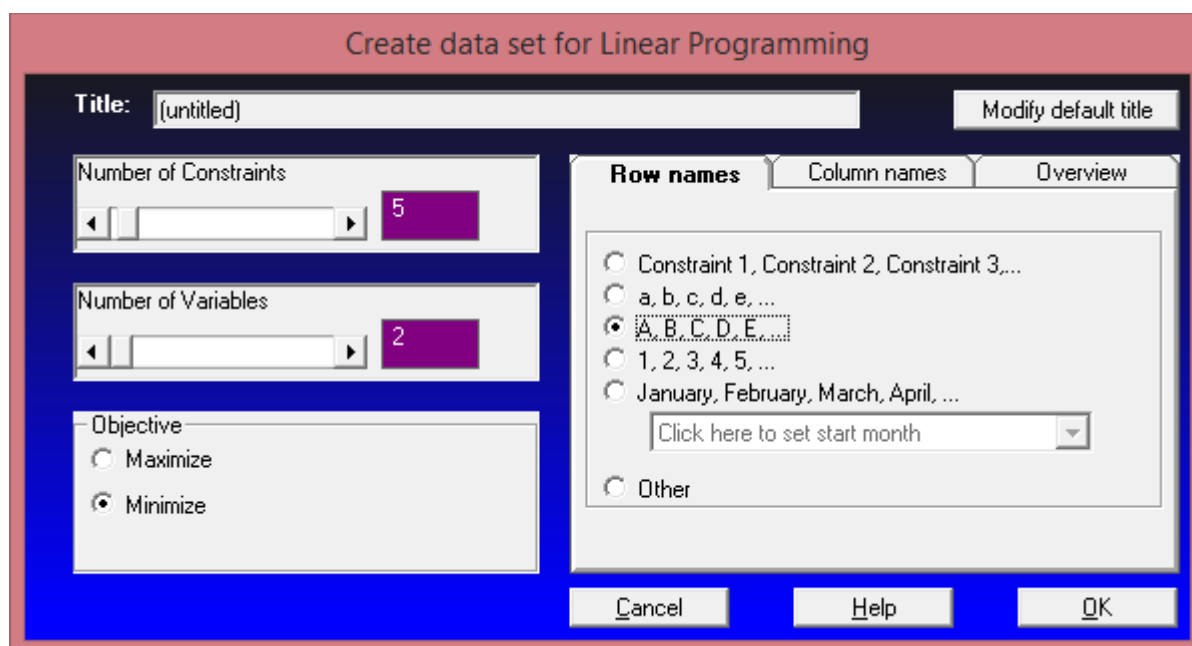 Create data set for Linear Programming
Title: (untitled) Modify default title
Number of Constraints
5
Number of Variables
2
Objective
Maximize
Minimize
Row names Column names Overview
Constraint 1, Constraint 2, Constraint 3,...
a, b, c, d, e, ...
A, B, C, D, E, ...
1, 2, 3, 4, 5, ...
January, February, March, April, ...
Click here to set start month
Other
Cancel Help OK